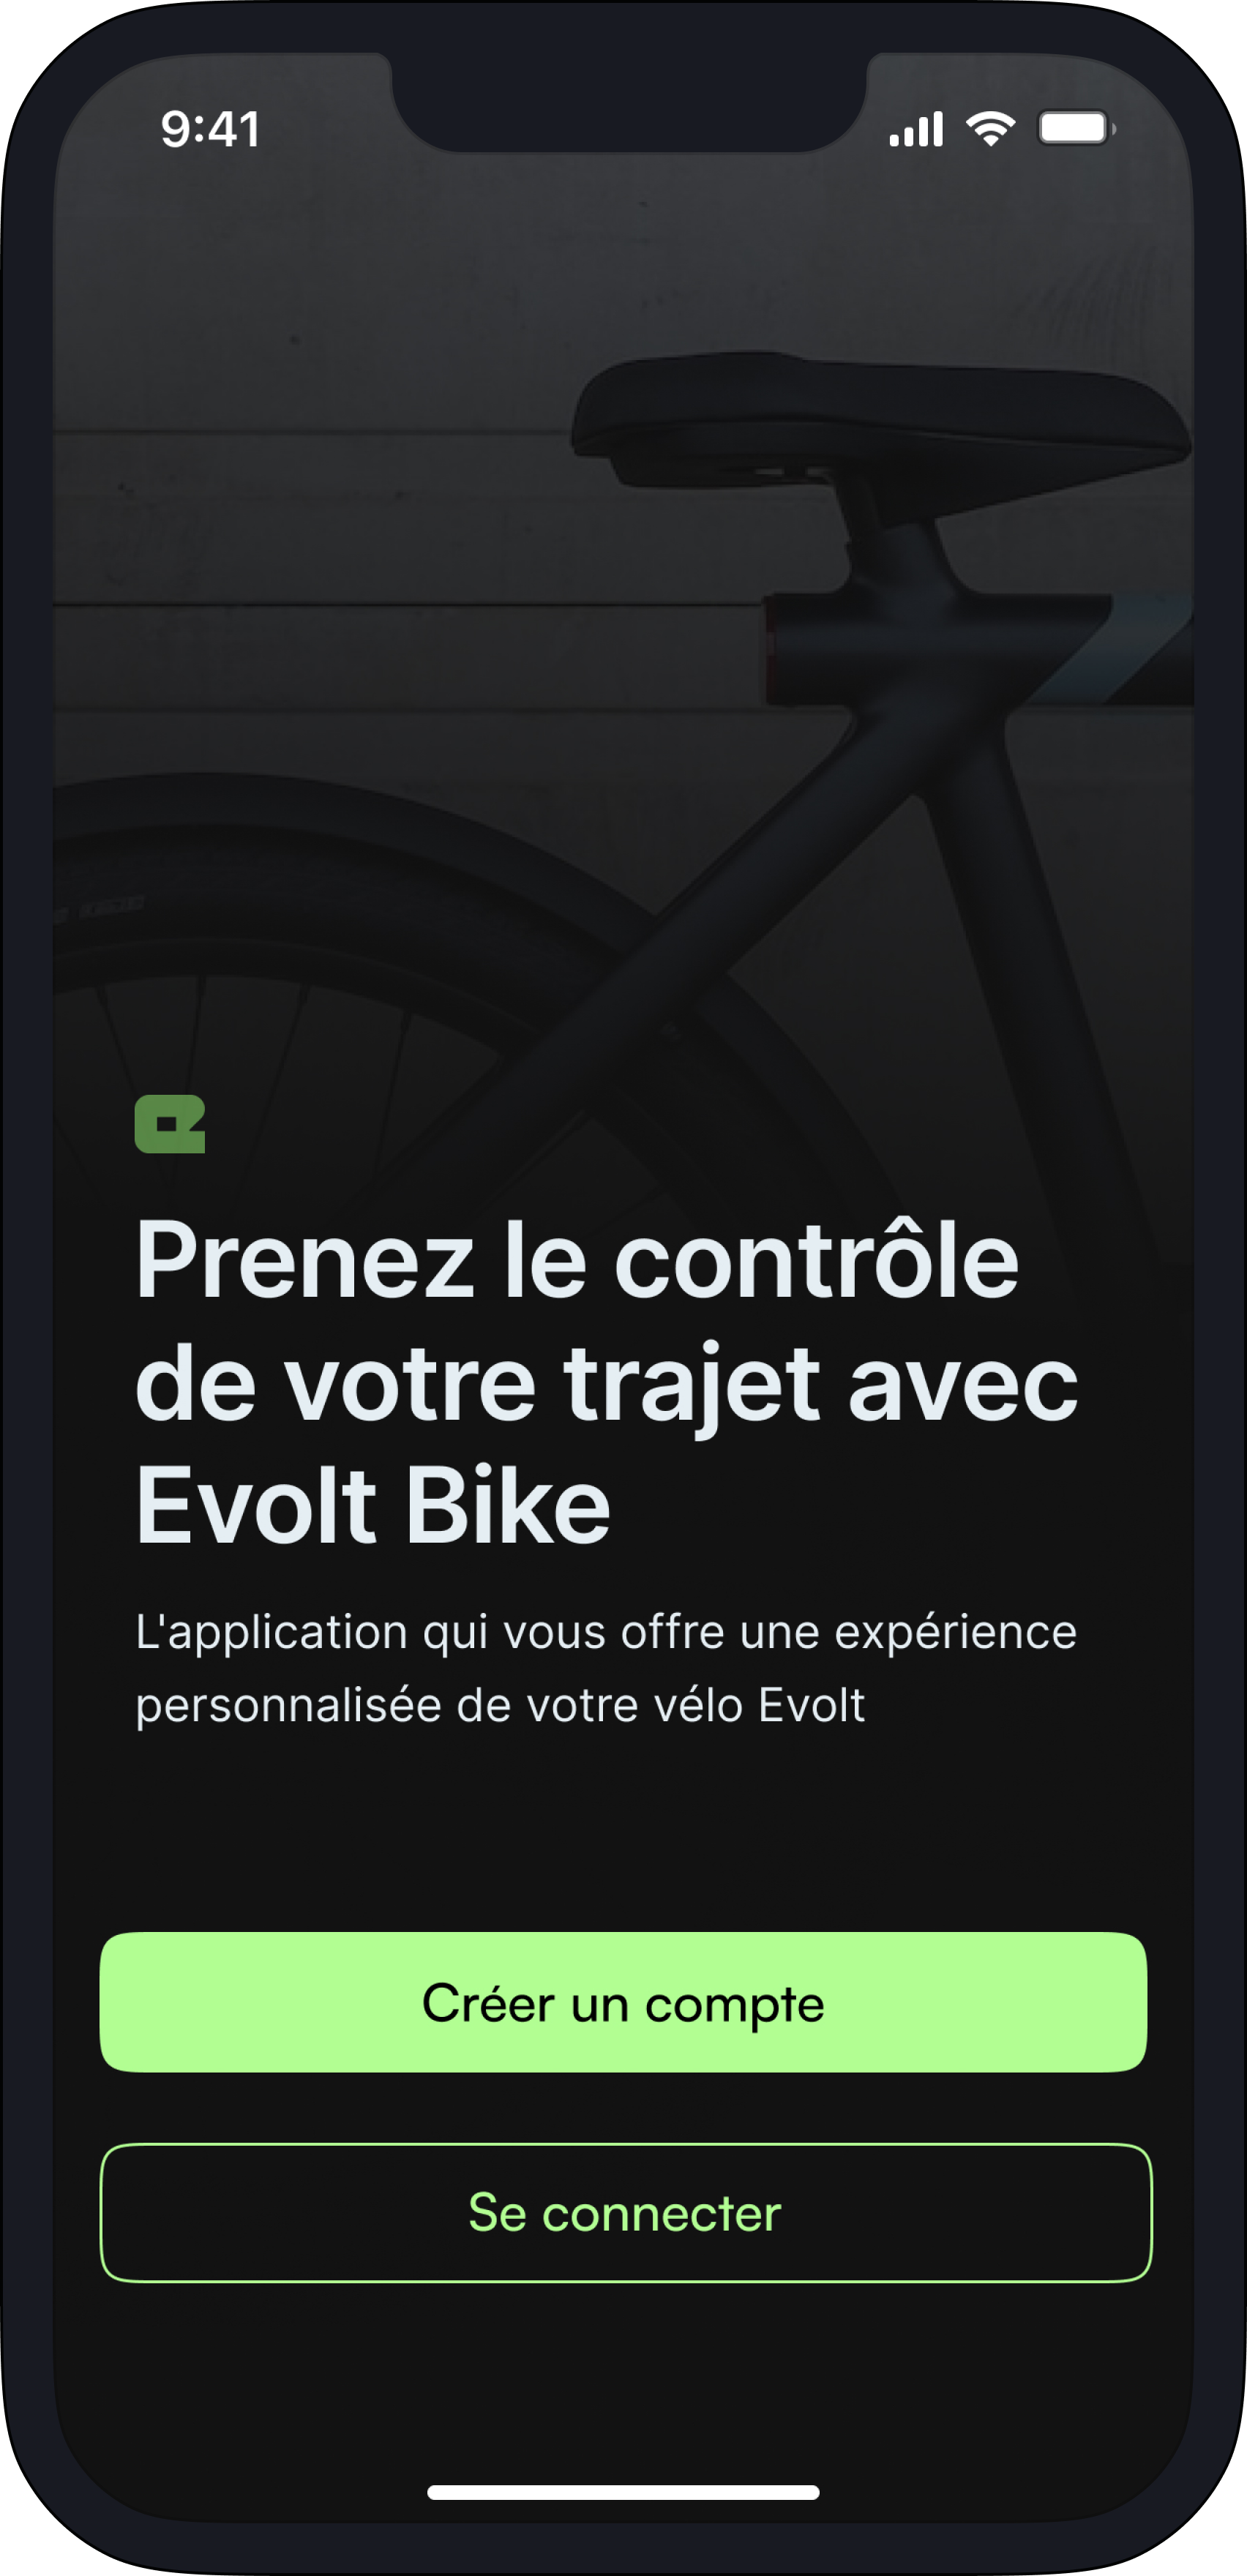 9:41
Prenez le contrôle
de votre trajet avec
Evolt Bike
L'application qui vous offre une expérience
personnalisée de votre vélo Evolt
Créer un compte
Se connecter